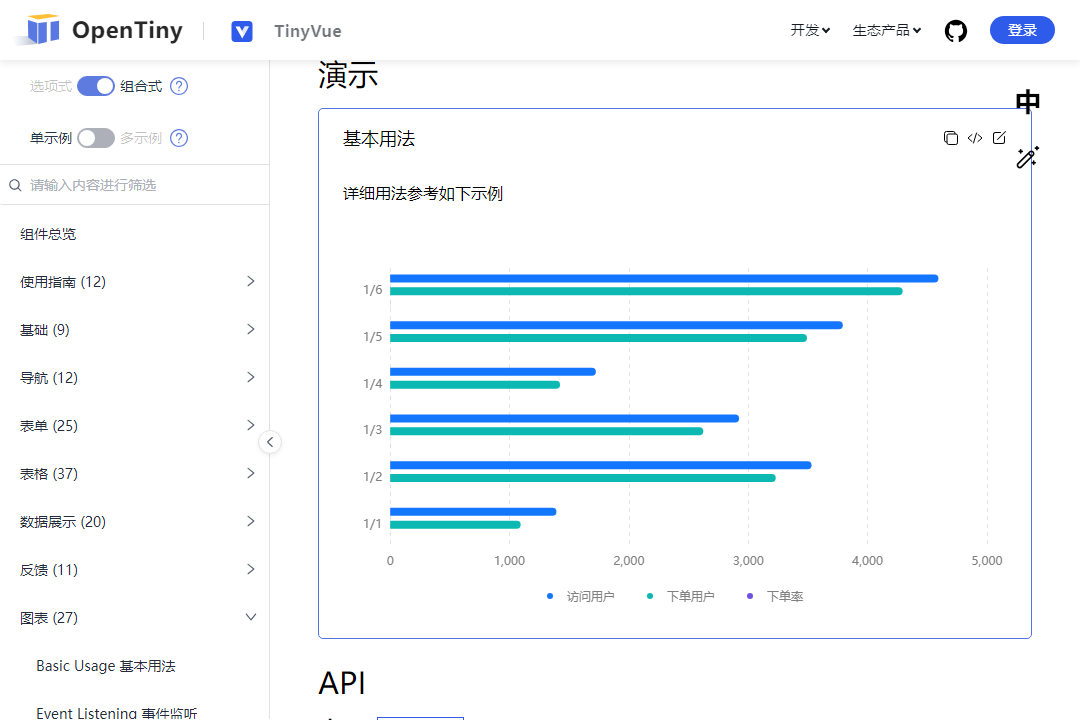 OpenTiny
TinyVue
开发
生态产品
登录
选项式
组合式
?
单示例
多示例
?
请输入内容进行筛选
组件总览
使用指南 (12)
基础 (9)
导航 (12)
表单 (25)
表格 (37)
数据展示 (20)
反馈 (11)
图表 (27)
Basic Usage 基本用法
Event Listening 事件监听
演示
中
基本用法
详细用法参考如下示例
1/6
1/5
1/4
1/3
1/2
1/1
0 1,000 2,000 3,000 4,000 5,000
访问用户 下单用户 下单率
API